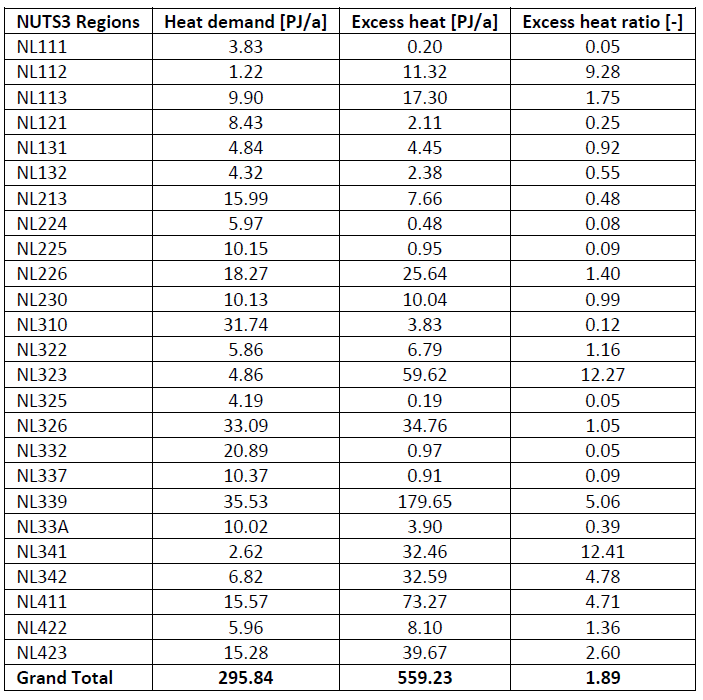 NUTS3 Regions Heat demand [PJ/a] Excess heat [PJ/a] Excess heat ratio [-]
NL111 3.83 0.20 0.05
NL112 1.22 11.32 9.28
NL113 9.90 17.30 1.75
NL121 8.43 2.11 0.25
NL131 4.84 4.45 0.92
NL132 4.32 2.38 0.55
NL213 15.99 7.66 0.48
NL224 5.97 0.48 0.08
NL225 10.15 0.95 0.09
NL226 18.27 25.64 1.40
NL230 10.13 10.04 0.99
NL310 31.74 3.83 0.12
NL322 5.86 6.79 1.16
NL323 4.86 59.62 12.27
NL325 4.19 0.19 0.05
NL326 33.09 34.76 1.05
NL332 20.89 0.97 0.05
NL337 10.37 0.91 0.09
NL339 35.53 179.65 5.06
NL33A 10.02 3.90 0.39
NL341 2.62 32.46 12.41
NL342 6.82 32.59 4.78
NL411 15.57 73.27 4.71
NL422 5.96 8.10 1.36
NL423 15.28 39.67 2.60
Grand Total 295.84 559.23 1.89